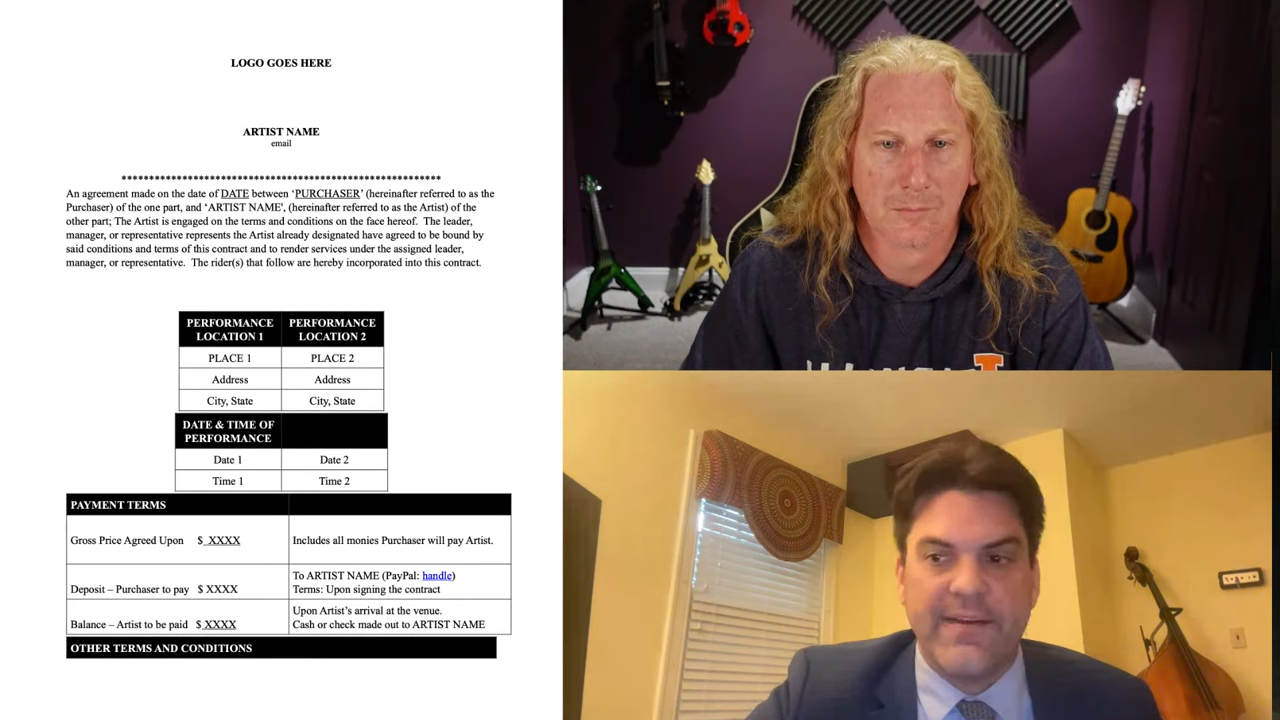 LOGO GOES HERE
ARTIST NAME
email
********************************************************
An agreement made on the date of DATE between ‘PURCHASER’ (hereinafter referred to as the
Purchaser) of the one part, and ‘ARTIST NAME', (hereinafter referred to as the Artist) of the
other part; The Artist is engaged on the terms and conditions on the face hereof.  The leader,
manager, or representative represents the Artist already designated have agreed to be bound by
said conditions and terms of this contract and to render services under the assigned leader,
manager, or representative.  The rider(s) that follow are hereby incorporated into this contract.
PERFORMANCE LOCATION 1 PERFORMANCE LOCATION 2
PLACE 1 PLACE 2
Address Address
City, State City, State
DATE & TIME OF
PERFORMANCE
Date 1 Date 2
Time 1 Time 2
PAYMENT TERMS
Gross Price Agreed Upon $ XXXX Includes all monies Purchaser will pay Artist.
To ARTIST NAME (PayPal: handle)
Deposit – Purchaser to pay $ XXXX Terms: Upon signing the contract
Upon Artist’s arrival at the venue.
Balance – Artist to be paid $ XXXX Cash or check made out to ARTIST NAME
OTHER TERMS AND CONDITIONS